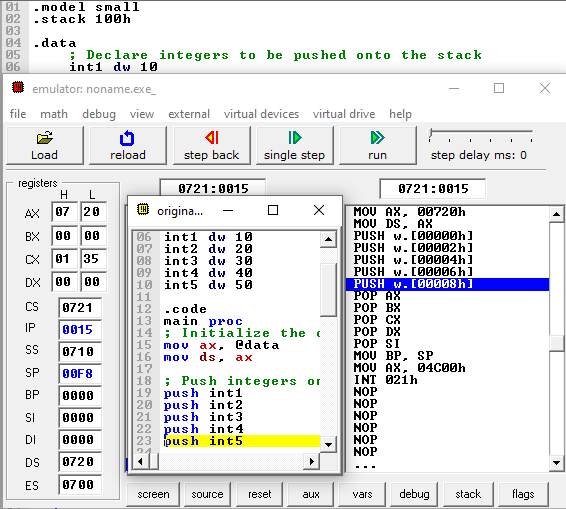 01 .model small
02 .stack 100h
03
04 .data
05 ; Declare integers to be pushed onto the stack
06 int1 dw 10
emulator: noname.exe_
file math debug view external virtual devices virtual drive help
Load reload step back single step run step delay ms: 0
registers
H L
AX 07 20
BX 00 00
CX 01 35
DX 00 00
CS 0721
IP 0015
SS 0710
SP 00F8
BP 0000
SI 0000
DI 0000
DS 0720
ES 0700
0721:0015
0721:0015
origina...
06 int1 dw 10
07 int2 dw 20
08 int3 dw 30
09 int4 dw 40
10 int5 dw 50
11
12 .code
13 main proc
14 ; Initialize the
15 mov ax, @data
16 mov ds, ax
17
18 ; Push integers on
19 push int1
20 push int2
21 push int3
22 push int4
23 push int5
MOV AX, 00720h
MOV DS, AX
PUSH w.[00000h]
PUSH w.[00002h]
PUSH w.[00004h]
PUSH w.[00006h]
PUSH w.[00008h]
POP AX
POP BX
POP CX
POP DX
POP SI
MOV BP, SP
MOV AX, 04C00h
INT 021h
NOP
NOP
NOP
NOP
NOP
NOP
...
screen source reset aux vars debug stack flags